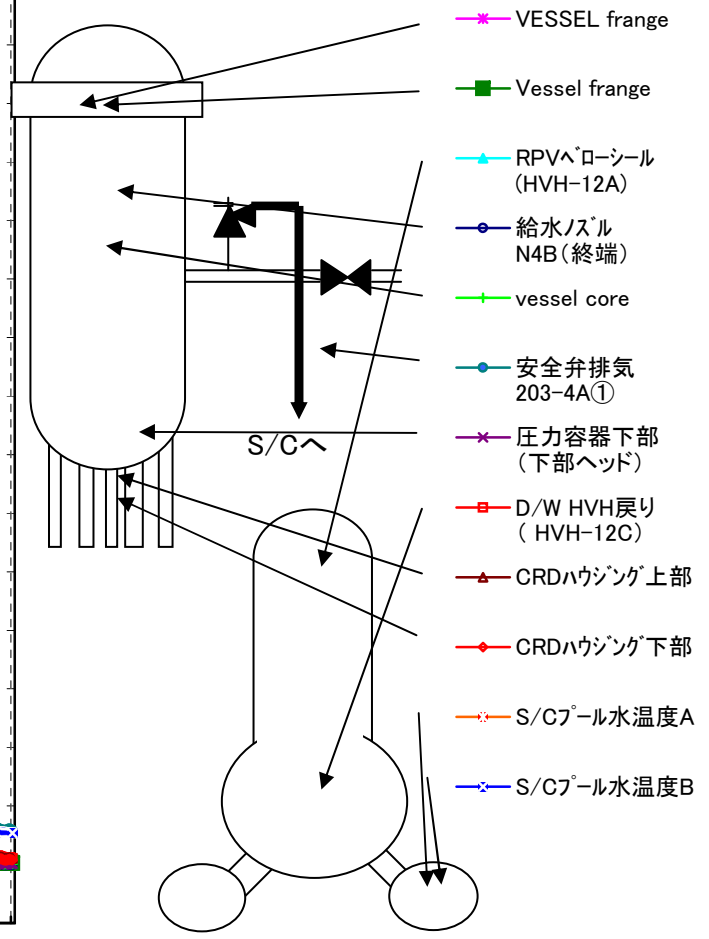 VESSEL frange
Vessel frange
RPVﾍﾞﾛｰｼｰﾙ
(HVH-12A)
給水ﾉｽﾞﾙ
N4B（終端）
vessel core
安全弁排気
203-4A①
S/Cへ
圧力容器下部
（下部ヘッド）
D/W HVH戻り
( HVH-12C）
CRDﾊｳｼﾞﾝｸﾞ上部
CRDﾊｳｼﾞﾝｸﾞ下部
S/Cﾌﾟｰﾙ水温度A
S/Cﾌﾟｰﾙ水温度B